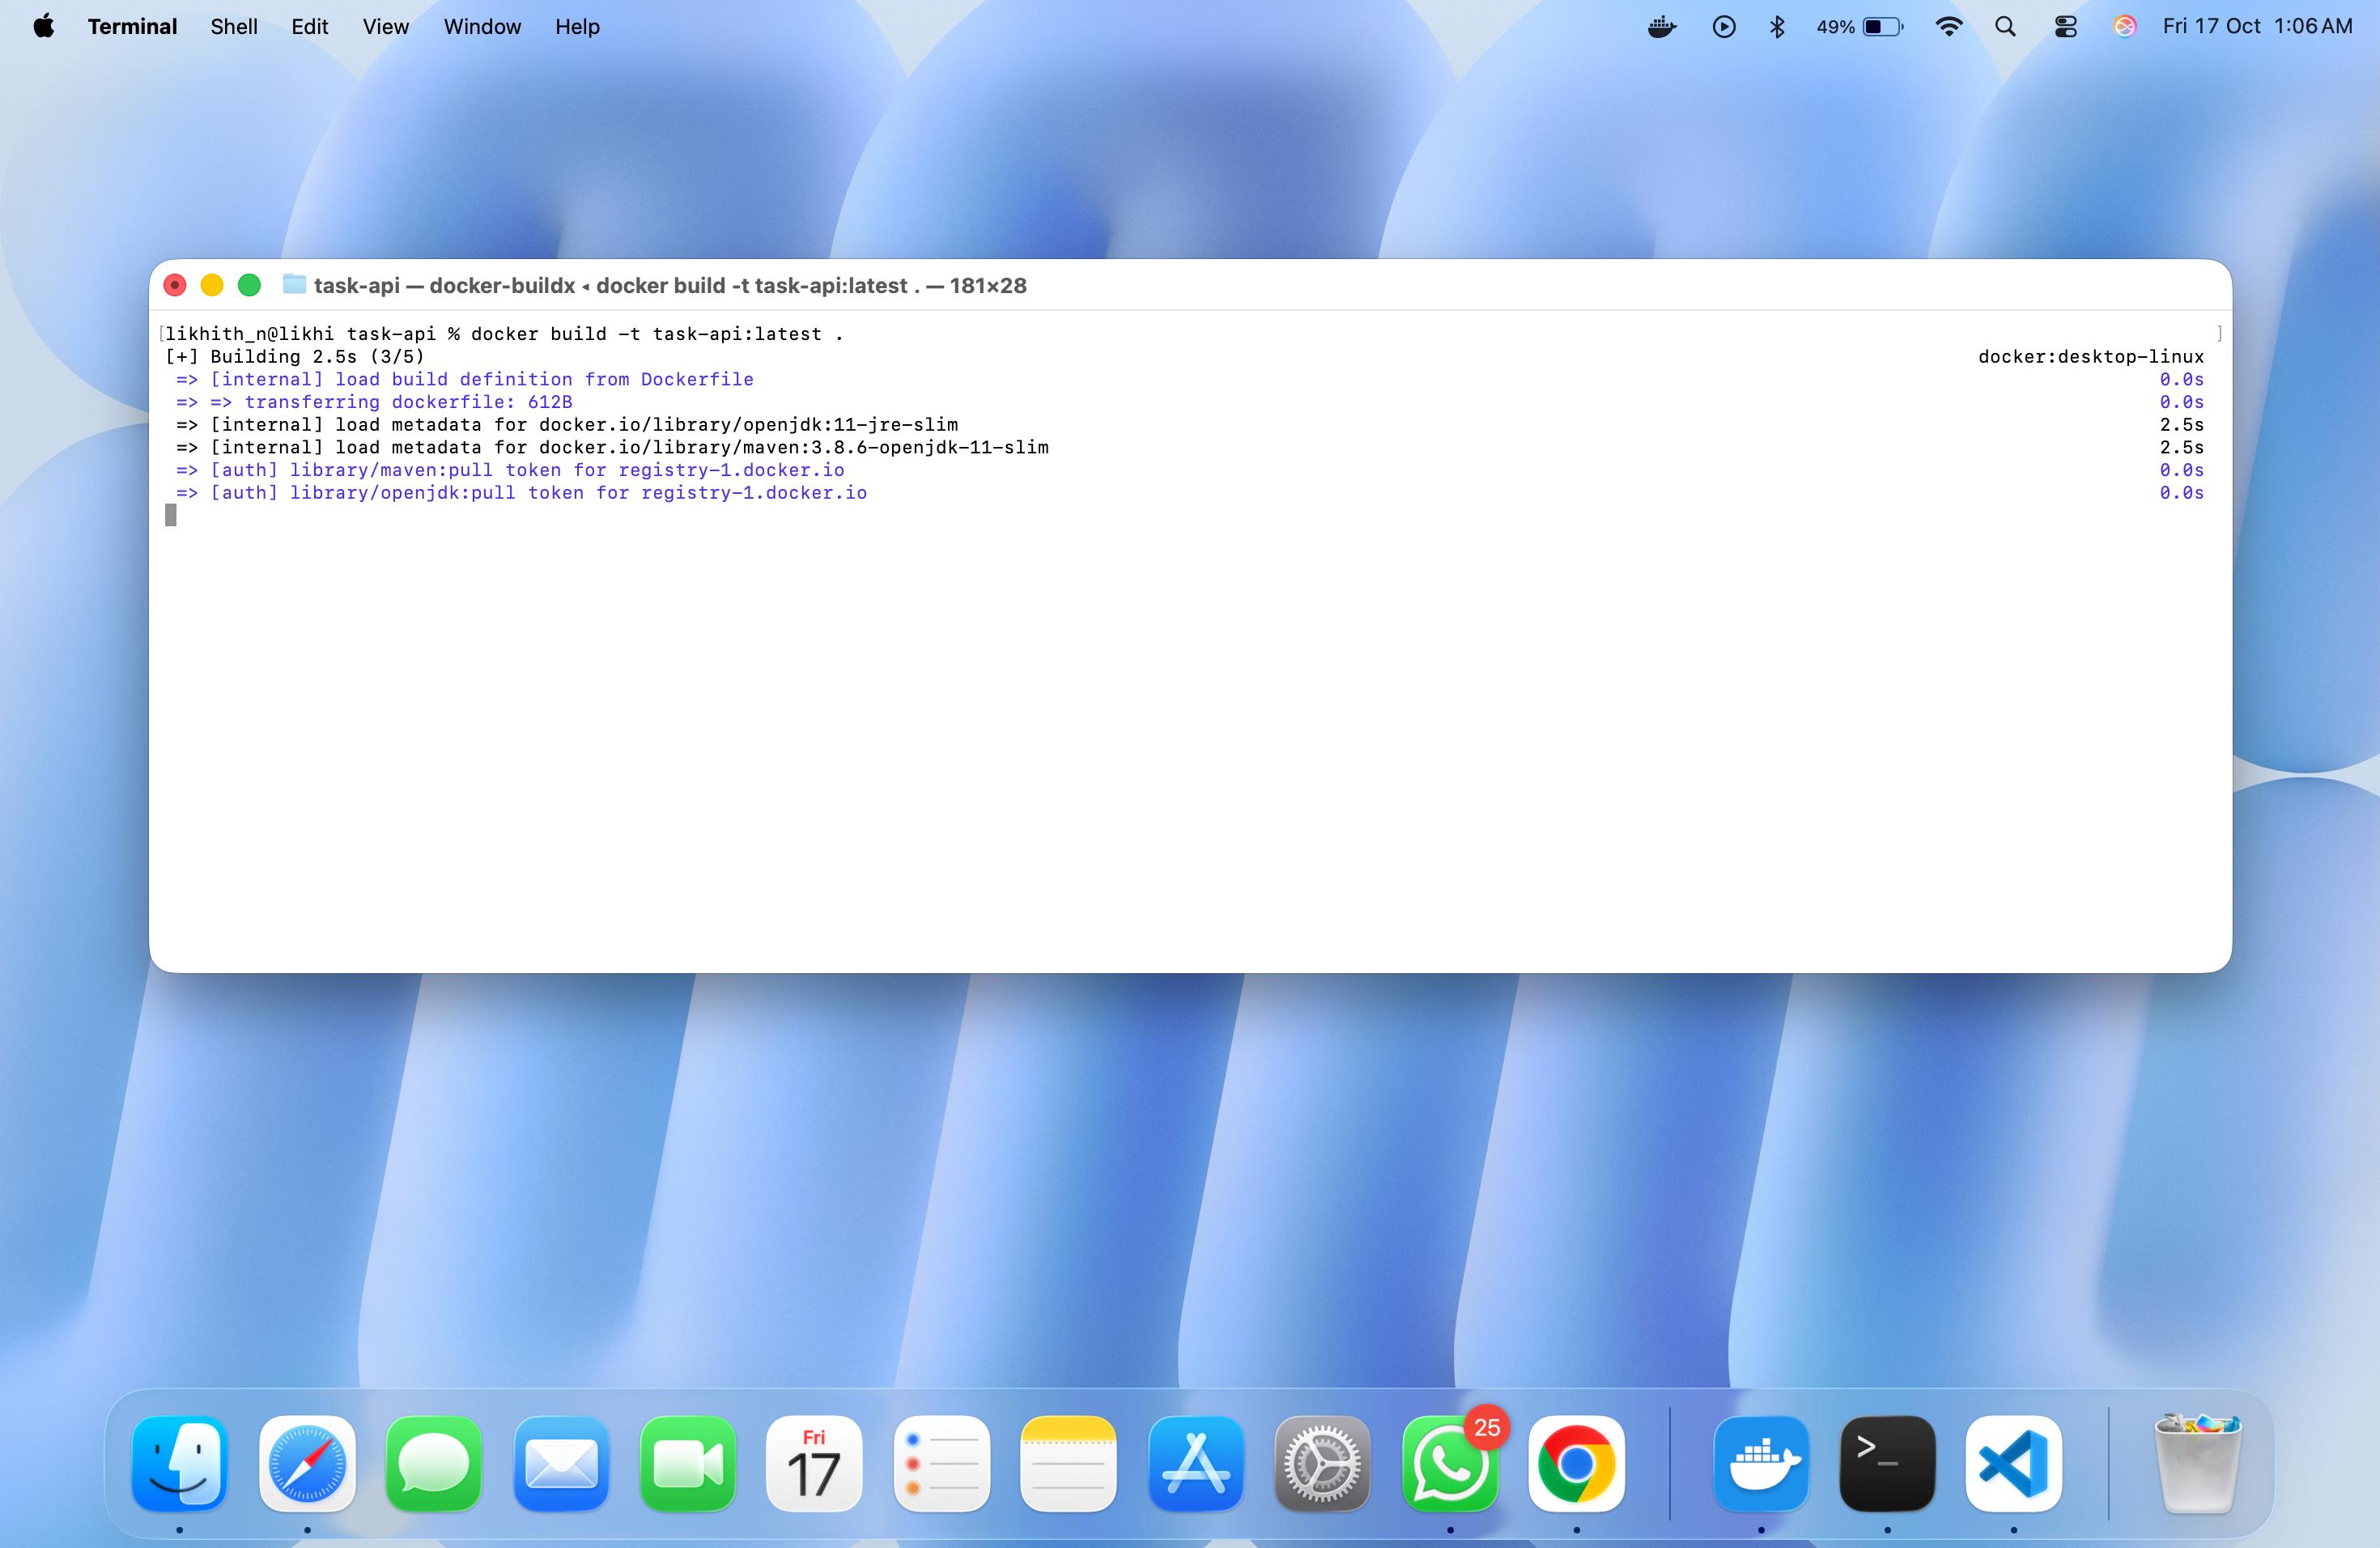 Terminal Shell Edit View Window Help 49% Fri 17 Oct 1:06 AM
task-api — docker-buildx ◂ docker build -t task-api:latest . — 181×28
[likhith_n@likhi task-api % docker build -t task-api:latest . ]
[+] Building 2.5s (3/5) docker:desktop-linux
=> [internal] load build definition from Dockerfile 0.0s
=> => transferring dockerfile: 612B 0.0s
=> [internal] load metadata for docker.io/library/openjdk:11-jre-slim 2.5s
=> [internal] load metadata for docker.io/library/maven:3.8.6-openjdk-11-slim 2.5s
=> [auth] library/maven:pull token for registry-1.docker.io 0.0s
=> [auth] library/openjdk:pull token for registry-1.docker.io 0.0s
Fri
17
25
>_